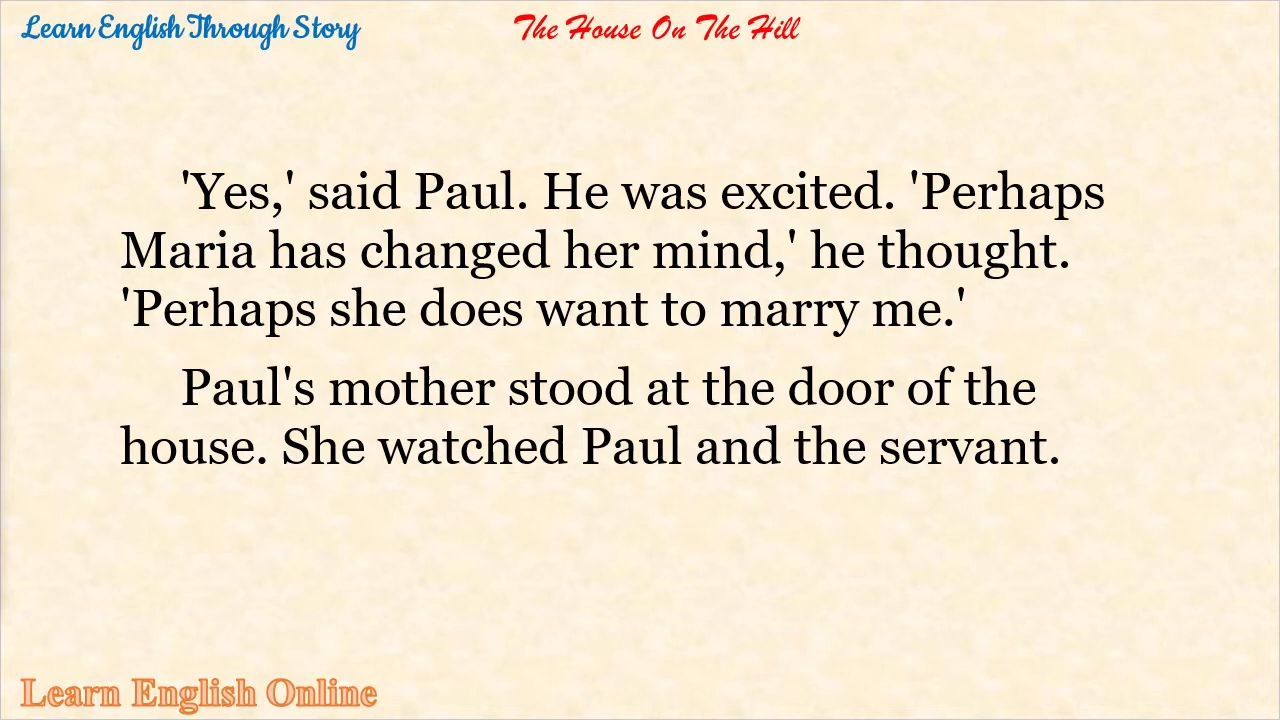 Learn English Through Story
The House On The Hill
'Yes,' said Paul. He was excited. 'Perhaps
Maria has changed her mind,' he thought.
'Perhaps she does want to marry me.'
Paul's mother stood at the door of the
house. She watched Paul and the servant.
Learn English Online